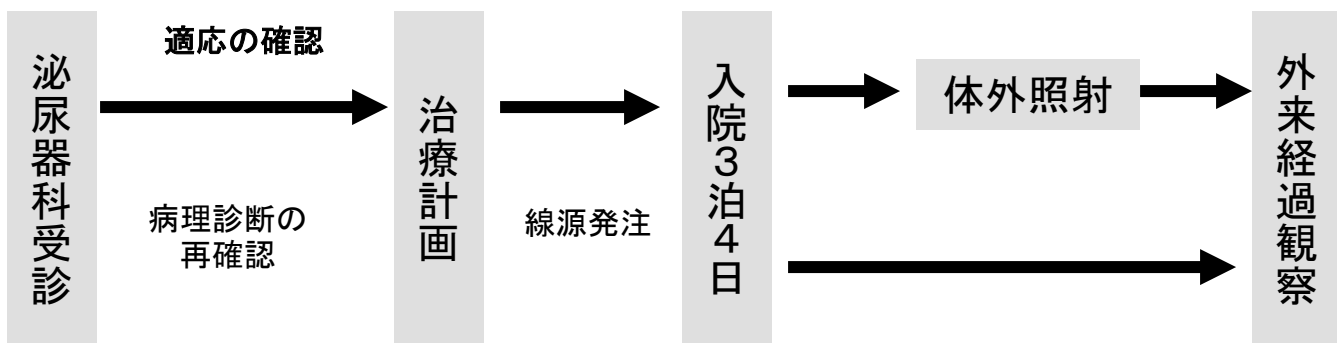 泌尿器科受診
適応の確認
病理診断の
再確認
治療計画
線源発注
入院３泊４日
体外照射
外来経過観察